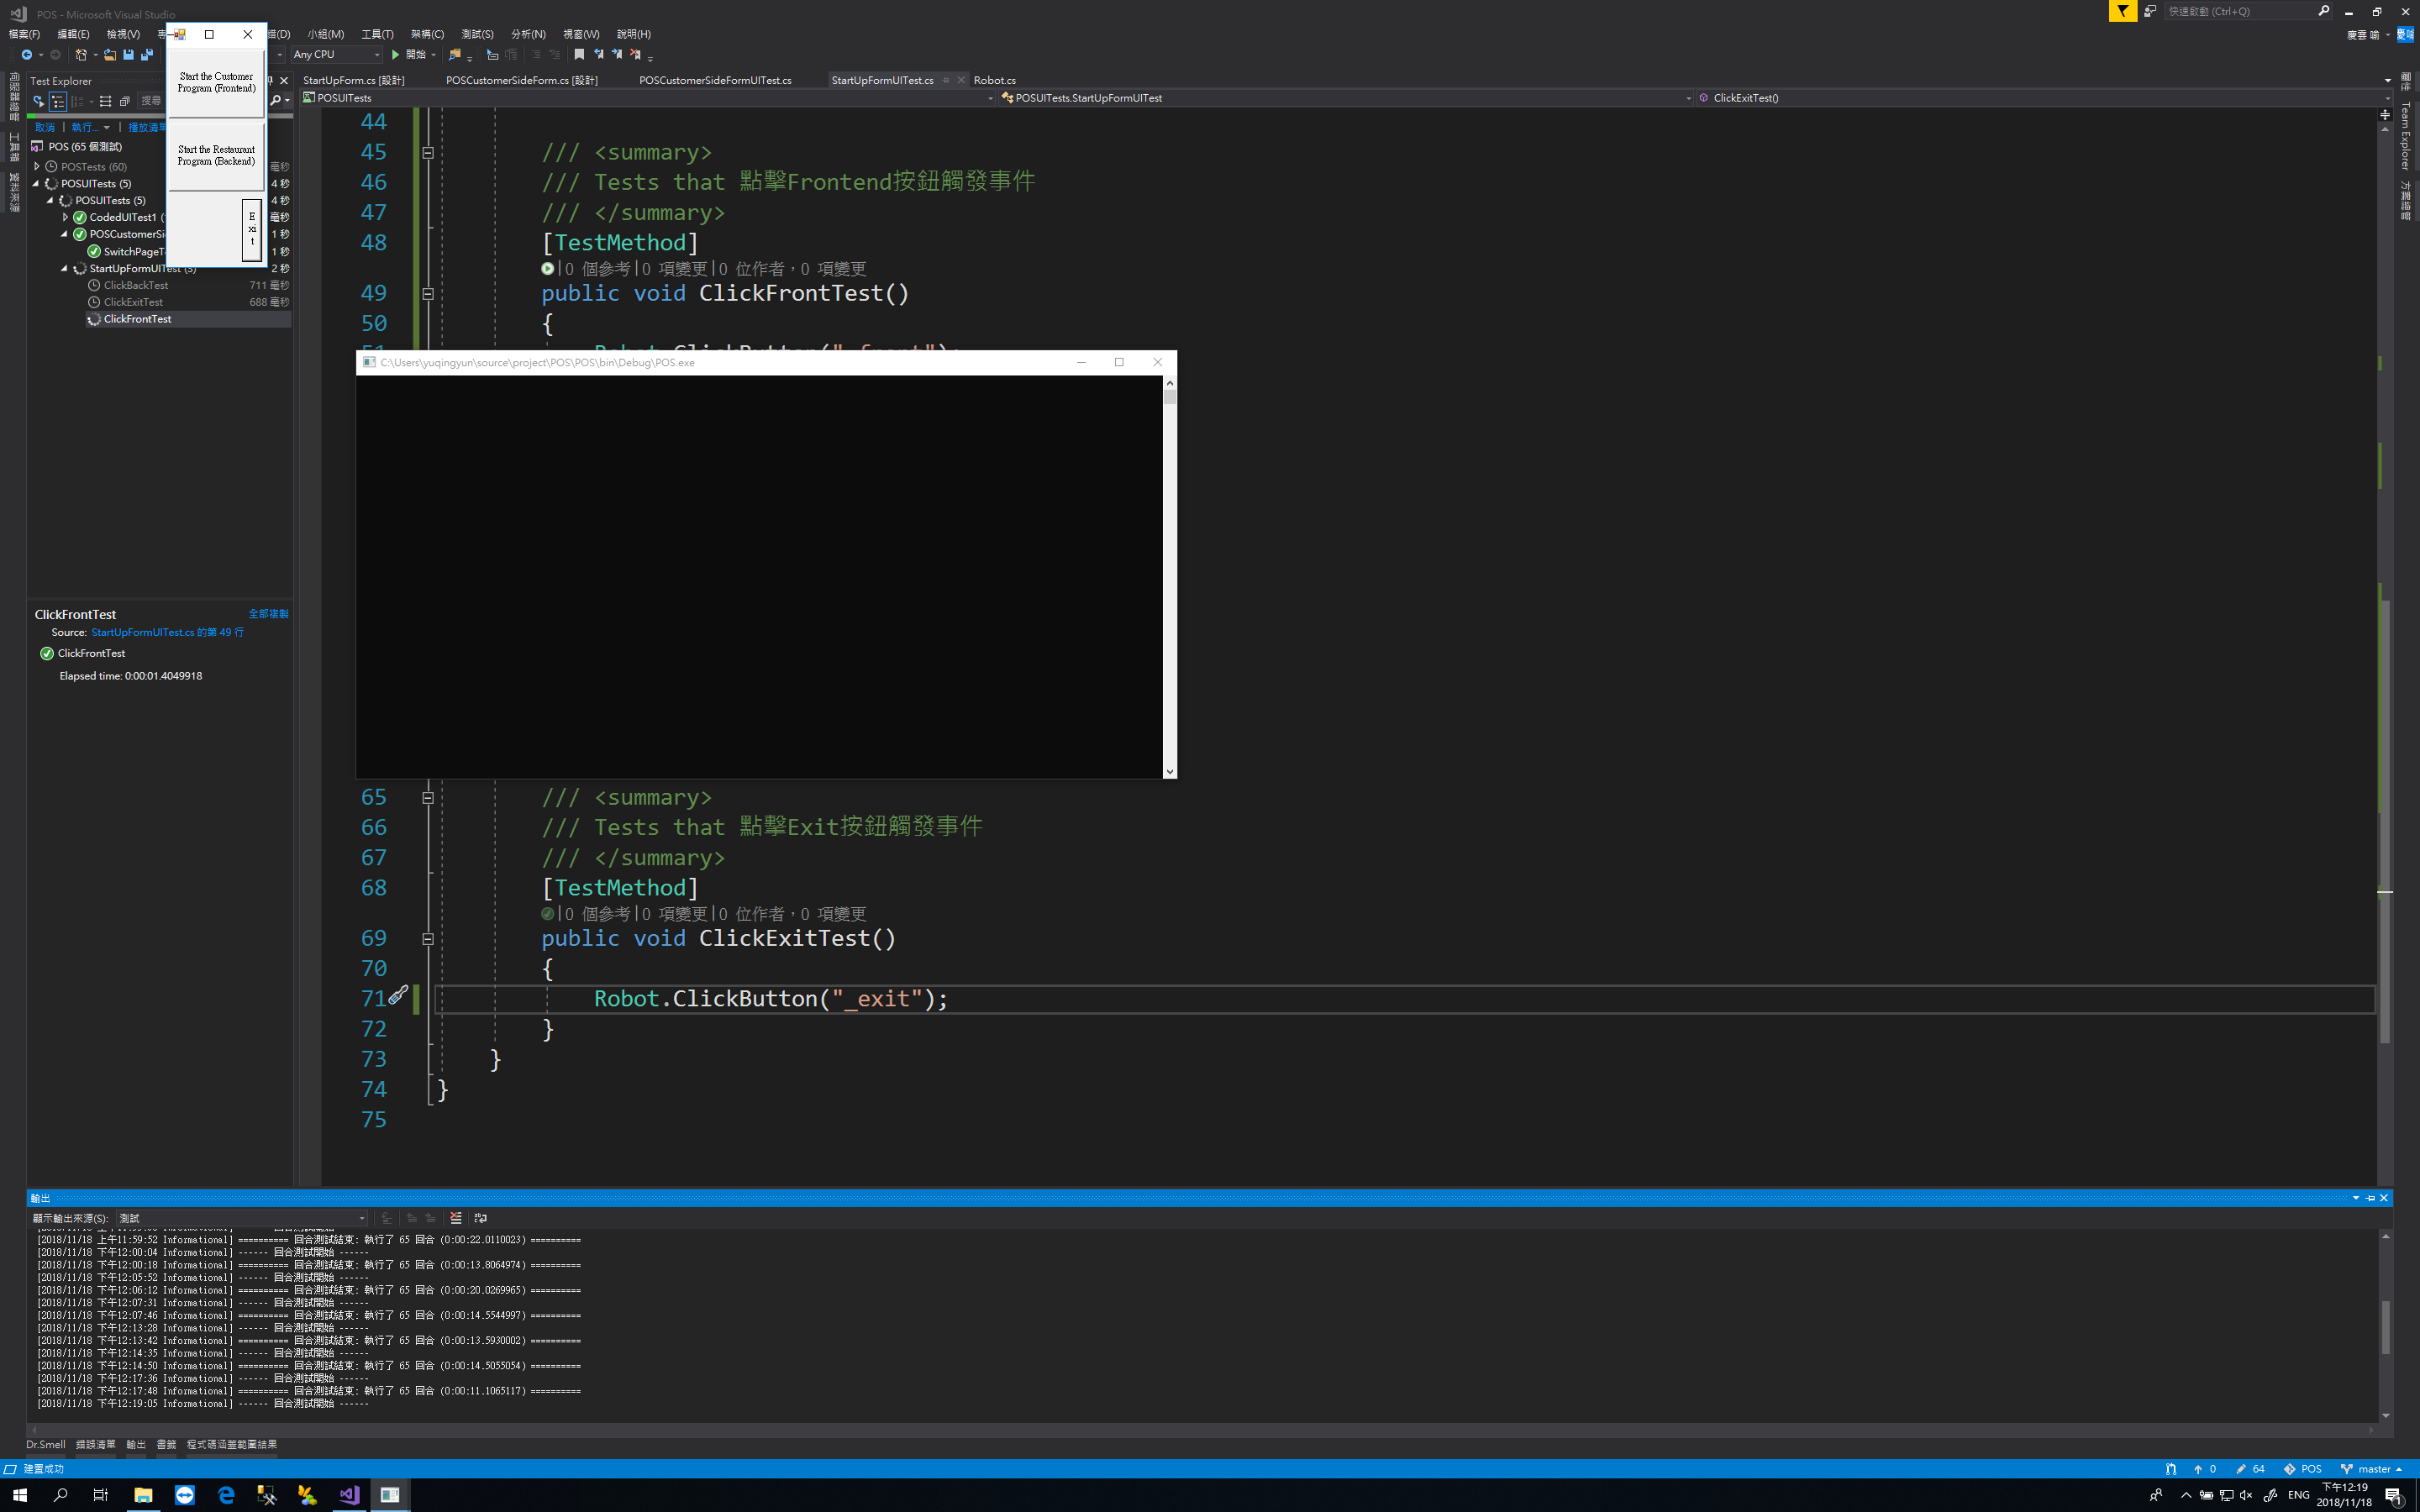 POS - Microsoft Visual Studio
快速啟動 (Ctrl+Q)
檔案(F) 編輯(E) 檢視(V) 小組(M) 工具(T) 架構(C) 測試(S) 分析(N) 視窗(W) 說明(H)
慶雲 喻
Any CPU 開始
Test Explorer
StartUpForm.cs [設計] POSCustomerSideForm.cs [設計] POSCustomerSideFormUITest.cs StartUpFormUITest.cs Robot.cs
POSUITests POSUITests.StartUpFormUITest ClickExitTest()
Start the Customer
Program (Frontend)
Start the Restaurant
Program (Backend)
E
xi
t
搜尋
取消 執行... 播放清單
POS (65 個測試)
POSTests (60) 毫秒
POSUITests (5) 4 秒
POSUITests (5) 4 秒
CodedUITest1 毫秒
POSCustomerSi 1 秒
SwitchPageTe 1 秒
StartUpFormUITest (3) 2 秒
ClickBackTest 711 毫秒
ClickExitTest 688 毫秒
ClickFrontTest
ClickFrontTest 全部複製
Source: StartUpFormUITest.cs 的第 49 行
ClickFrontTest
Elapsed time: 0:00:01.4049918
44
45 /// <summary>
46 /// Tests that 點擊Frontend按鈕觸發事件
47 /// </summary>
48 [TestMethod]
0 個參考|0 項變更|0 位作者，0 項變更
49 public void ClickFrontTest()
50 {
C:\Users\yuqingyun\source\project\POS\POS\bin\Debug\POS.exe
65 /// <summary>
66 /// Tests that 點擊Exit按鈕觸發事件
67 /// </summary>
68 [TestMethod]
0 個參考|0 項變更|0 位作者，0 項變更
69 public void ClickExitTest()
70 {
71 Robot.ClickButton("_exit");
72 }
73 }
74 }
75
Team Explorer
輸出
顯示輸出來源(S): 測試
[2018/11/18 上午11:59:52 Informational] ========== 回合測試結束: 執行了 65 回合 (0:00:22.0110023) ==========
[2018/11/18 下午12:00:04 Informational] ------ 回合測試開始 ------
[2018/11/18 下午12:00:18 Informational] ========== 回合測試結束: 執行了 65 回合 (0:00:13.8064974) ==========
[2018/11/18 下午12:05:52 Informational] ------ 回合測試開始 ------
[2018/11/18 下午12:06:12 Informational] ========== 回合測試結束: 執行了 65 回合 (0:00:20.0269965) ==========
[2018/11/18 下午12:07:31 Informational] ------ 回合測試開始 ------
[2018/11/18 下午12:07:46 Informational] ========== 回合測試結束: 執行了 65 回合 (0:00:14.5544997) ==========
[2018/11/18 下午12:13:28 Informational] ------ 回合測試開始 ------
[2018/11/18 下午12:13:42 Informational] ========== 回合測試結束: 執行了 65 回合 (0:00:13.5930002) ==========
[2018/11/18 下午12:14:35 Informational] ------ 回合測試開始 ------
[2018/11/18 下午12:14:50 Informational] ========== 回合測試結束: 執行了 65 回合 (0:00:14.5055054) ==========
[2018/11/18 下午12:17:36 Informational] ------ 回合測試開始 ------
[2018/11/18 下午12:17:48 Informational] ========== 回合測試結束: 執行了 65 回合 (0:00:11.1065117) ==========
[2018/11/18 下午12:19:05 Informational] ------ 回合測試開始 ------
Dr.Smell 錯誤清單 輸出 書籤 程式碼涵蓋範圍結果
建置成功 0 64 POS master
ENG 下午12:19
2018/11/18